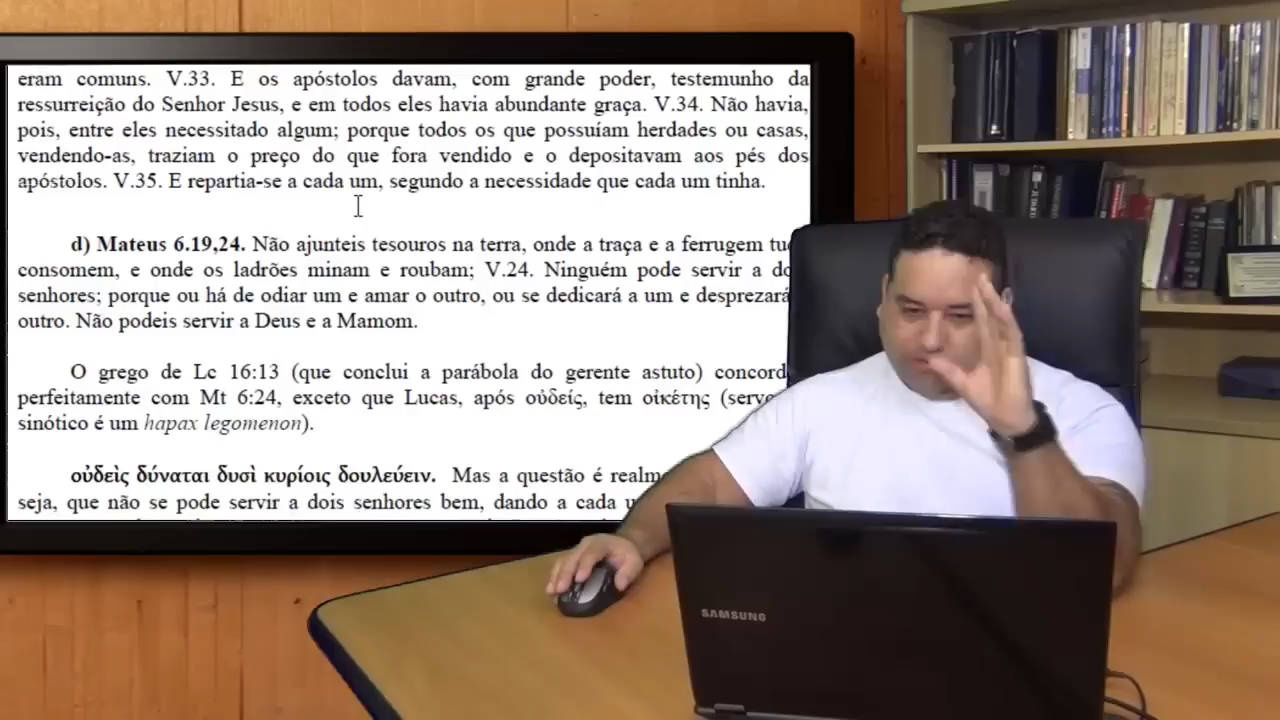 eram comuns. V.33. E os apóstolos davam, com grande poder, testemunho da
ressurreição do Senhor Jesus, e em todos eles havia abundante graça. V.34. Não havia,
pois, entre eles necessitado algum; porque todos os que possuíam herdades ou casas,
vendendo-as, traziam o preço do que fora vendido e o depositavam aos pés dos
apóstolos. V.35. E repartia-se a cada um, segundo a necessidade que cada um tinha.
d) Mateus 6.19,24. Não ajunteis tesouros na terra, onde a traça e a ferrugem
consomem, e onde os ladrões minam e roubam; V.24. Ninguém pode servir a
senhores; porque ou há de odiar um e amar o outro, ou se dedicará a um e desprezará
outro. Não podeis servir a Deus e a Mamom.
O grego de Lc 16:13 (que conclui a parábola do gerente astuto)
perfeitamente com Mt 6:24, exceto que Lucas, após οὐδείς, tem οἰκέτης
sinótico é um hapax legomenon).
οὐδεὶς δύναται δυσὶ κυρίοις δουλεύειν. Mas a questão é
seja, que não se pode servir a dois senhores bem, dando a cada
SAMSUNG